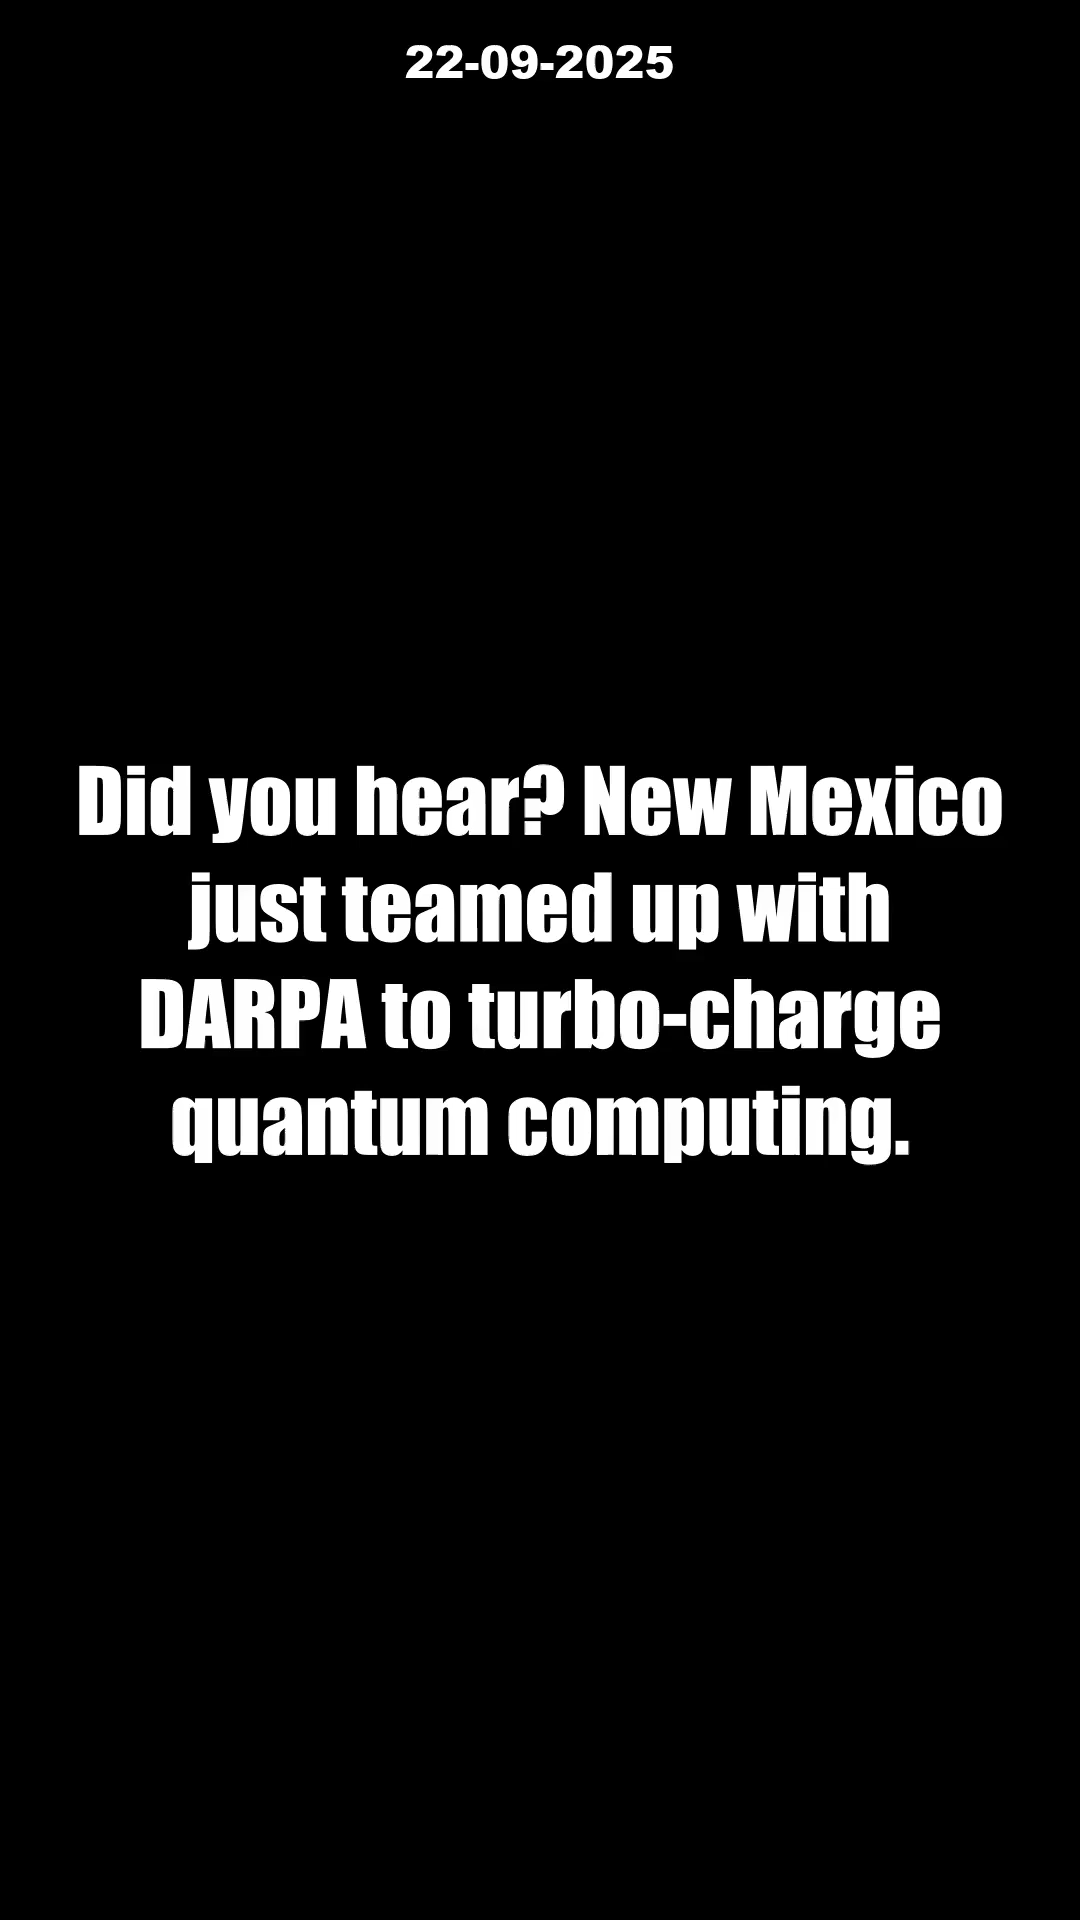 22-09-2025
Did you hear? New Mexico
just teamed up with
DARPA to turbo-charge
quantum computing.